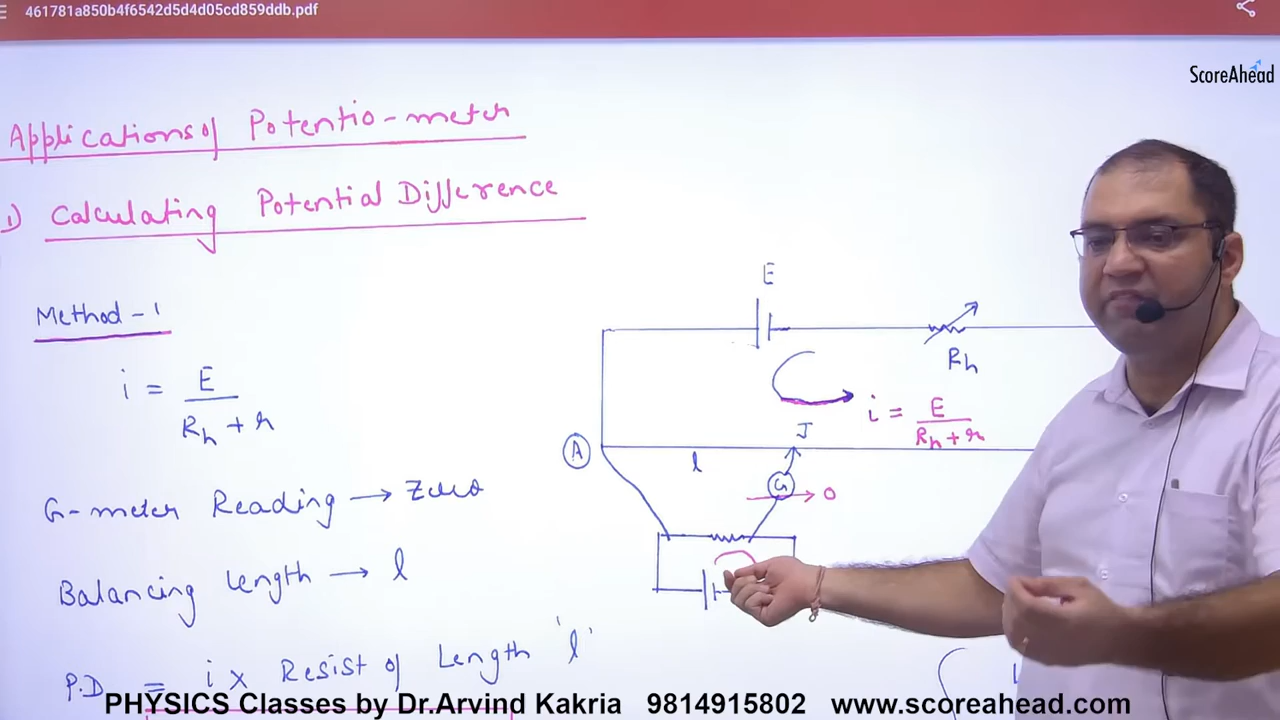 461781a850b4f6542d5d4d05cd859ddb.pdf
ScoreAhead
Applications of Potentio-meter
1) Calculating Potential Difference
Method - 1
i = E / Rh + r
G-meter Reading → Zero
Balancing Length → l
P.D = i x Resist of Length 'l'
E
Rh
i = E / Rh + r
A
l
J
G
0
PHYSICS Classes by Dr.Arvind Kakria 9814915802 www.scoreahead.com